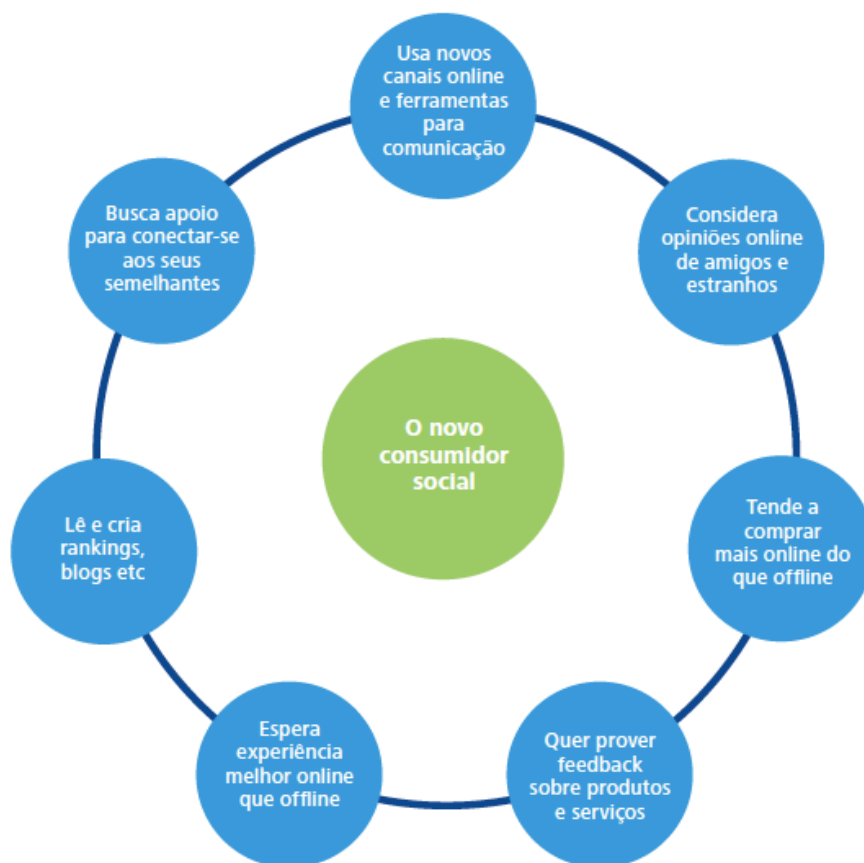 Usa novos
canais online
e ferramentas
para
comunicação
Considera
opiniões online
de amigos e
estranhos
Tende a
comprar
mais online do
que offline
Quer prover
feedback
sobre produtos
e serviços
Espera
experiência
melhor online
que offline
Lê e cria
rankings,
blogs etc
Busca apoio
para conectar-se
aos seus
semelhantes
O novo
consumidor
social